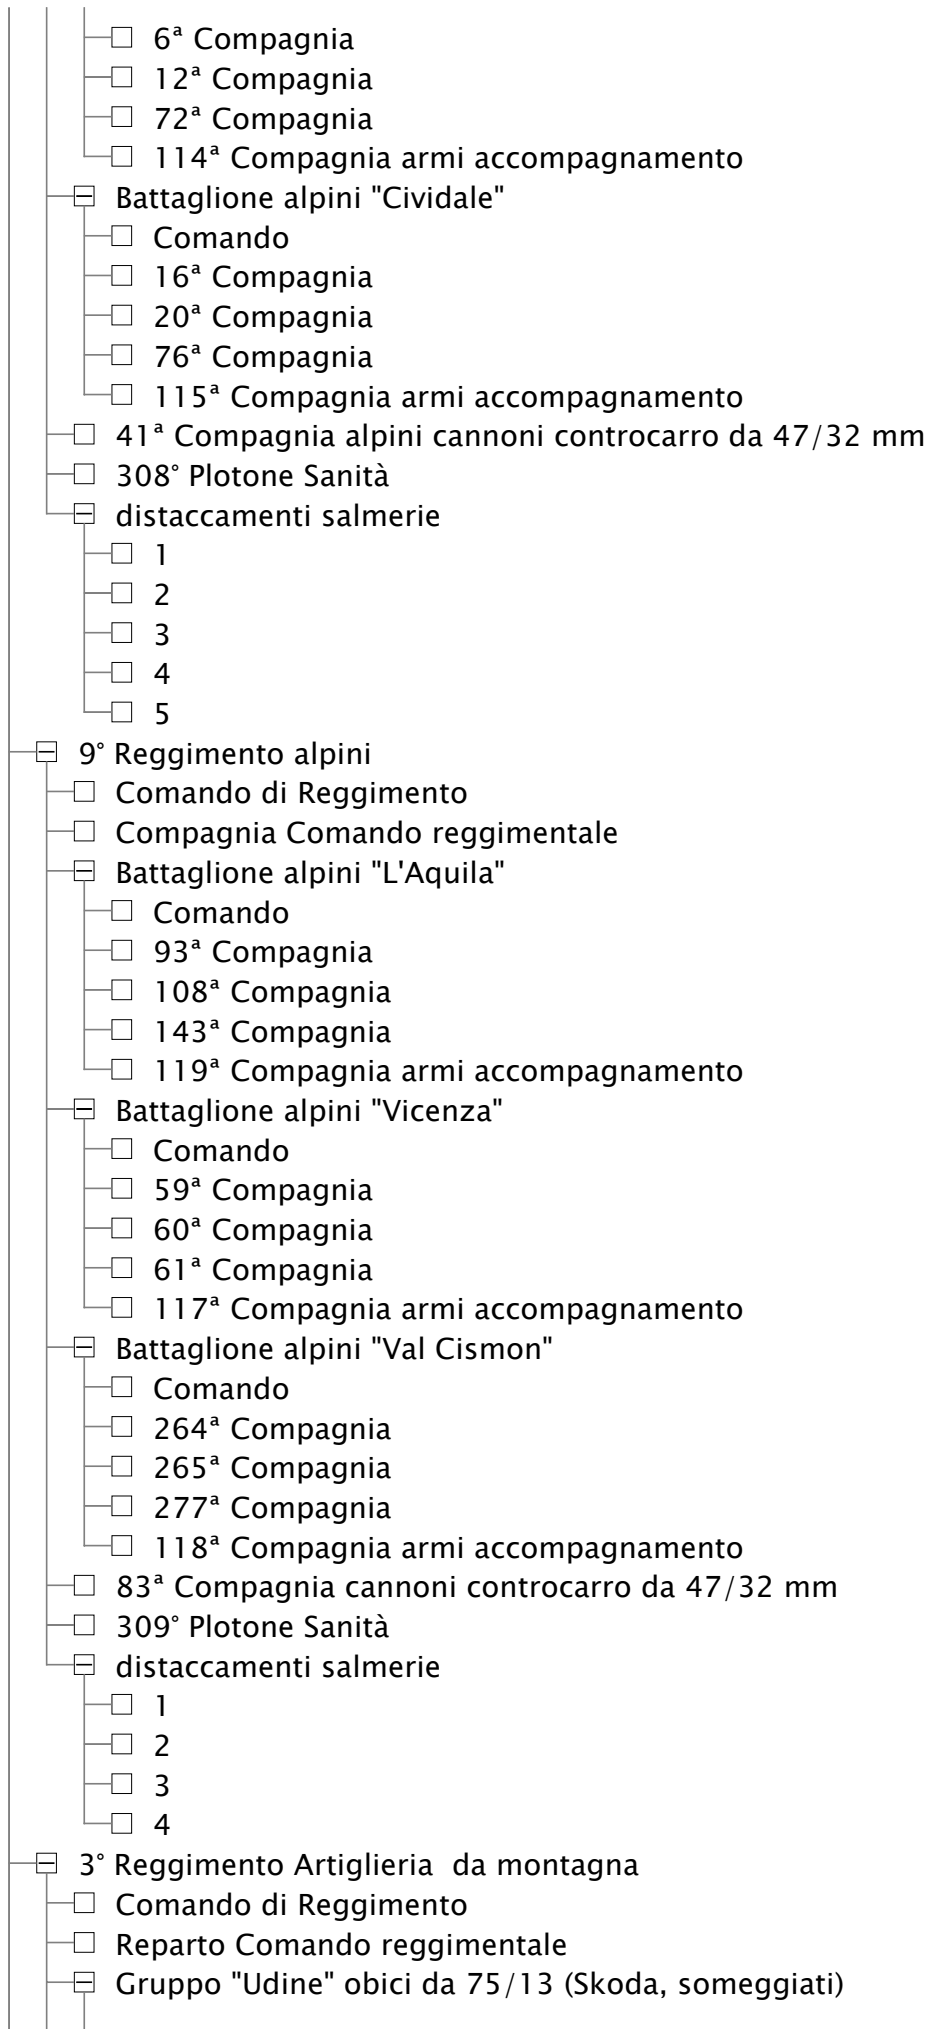 6ª Compagnia
12ª Compagnia
72ª Compagnia
114ª Compagnia armi accompagnamento
Battaglione alpini "Cividale"
Comando
16ª Compagnia
20ª Compagnia
76ª Compagnia
115ª Compagnia armi accompagnamento
41ª Compagnia alpini cannoni controcarro da 47/32 mm
308° Plotone Sanità
distaccamenti salmerie
1
2
3
4
5
9° Reggimento alpini
Comando di Reggimento
Compagnia Comando reggimentale
Battaglione alpini "L'Aquila"
Comando
93ª Compagnia
108ª Compagnia
143ª Compagnia
119ª Compagnia armi accompagnamento
Battaglione alpini "Vicenza"
Comando
59ª Compagnia
60ª Compagnia
61ª Compagnia
117ª Compagnia armi accompagnamento
Battaglione alpini "Val Cismon"
Comando
264ª Compagnia
265ª Compagnia
277ª Compagnia
118ª Compagnia armi accompagnamento
83ª Compagnia cannoni controcarro da 47/32 mm
309° Plotone Sanità
distaccamenti salmerie
1
2
3
4
3° Reggimento Artiglieria  da montagna
Comando di Reggimento
Reparto Comando reggimentale
Gruppo "Udine" obici da 75/13 (Skoda, someggiati)